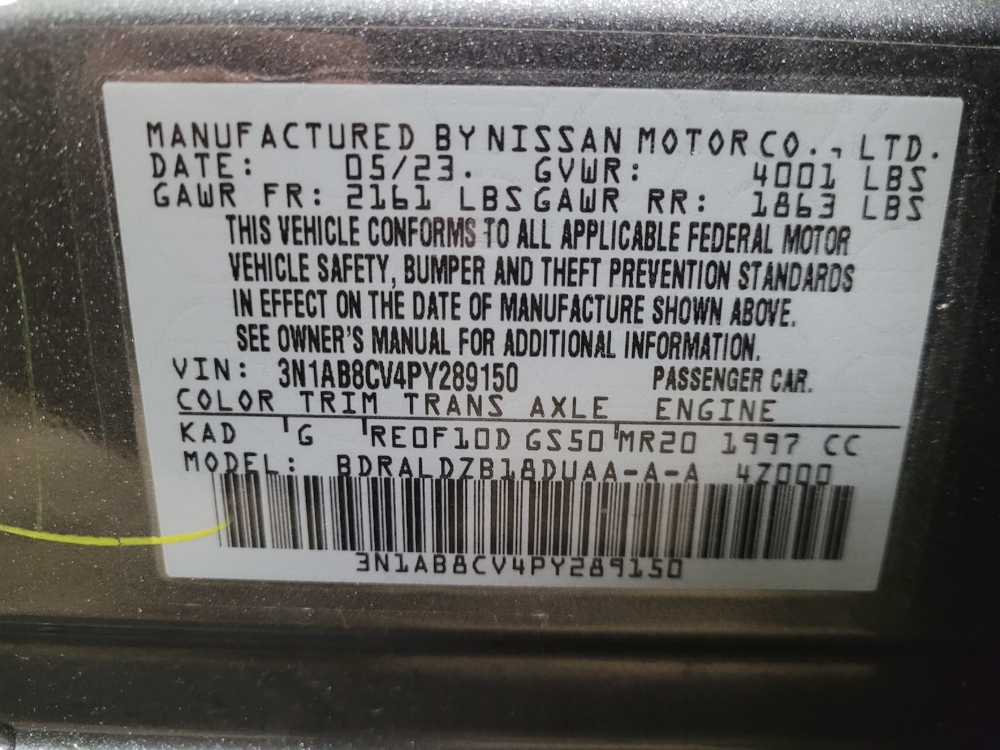 MANUFACTURED BY NISSAN MOTOR CO., LTD.
DATE: 05/23. GVWR: 4001 LBS
GAWR FR: 2161 LBS GAWR RR: 1863 LBS
THIS VEHICLE CONFORMS TO ALL APPLICABLE FEDERAL MOTOR
VEHICLE SAFETY, BUMPER AND THEFT PREVENTION STANDARDS
IN EFFECT ON THE DATE OF MANUFACTURE SHOWN ABOVE.
SEE OWNER'S MANUAL FOR ADDITIONAL INFORMATION.
VIN: 3N1AB8CV4PY289150 PASSENGER CAR.
COLOR TRIM TRANS AXLE ENGINE
KAD G RE0F10D GS50 MR20 1997 CC
MODEL: BDRALDZB18DUAA-A-A 4Z000
3N1AB8CV4PY289150